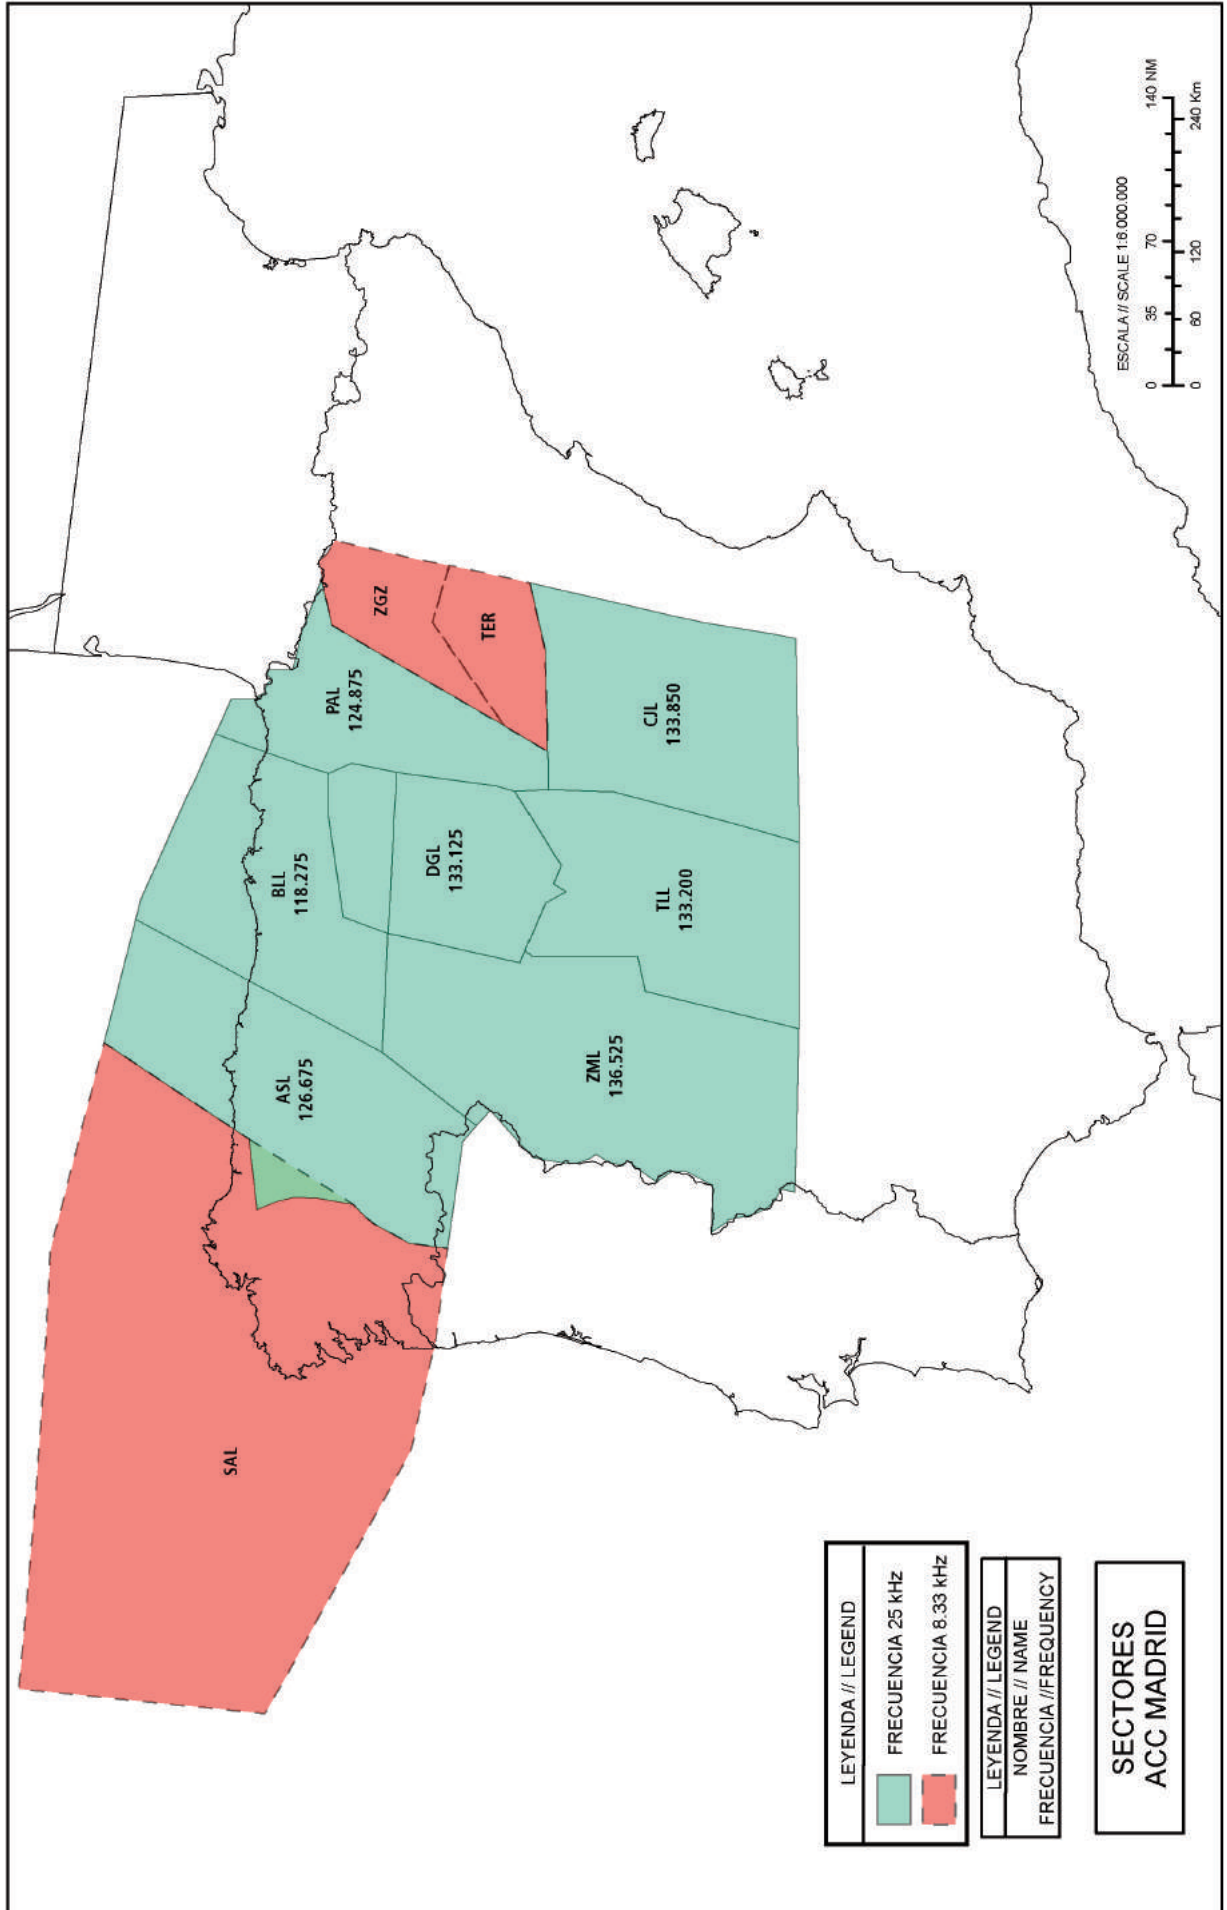 SAL
ASL
126.675
BLL
118.275
PAL
124.875
ZGZ
TER
DGL
133.125
CJL
133.850
TLL
133.200
ZML
136.525
LEYENDA // LEGEND
FRECUENCIA 25 kHz
FRECUENCIA 8.33 kHz
LEYENDA // LEGEND
NOMBRE // NAME
FRECUENCIA //FREQUENCY
SECTORES
ACC MADRID
ESCALA // SCALE 1:6.000.000
0 35 70 140 NM
0 60 120 240 Km